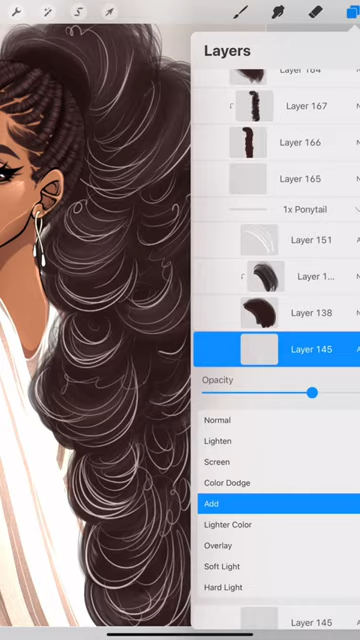 Layers
Layer 164
Layer 167
Layer 166
Layer 165
1x Ponytail
Layer 151
Layer 1...
Layer 138
Layer 145
Opacity
Normal
Lighten
Screen
Color Dodge
Add
Lighter Color
Overlay
Soft Light
Hard Light
Layer 145